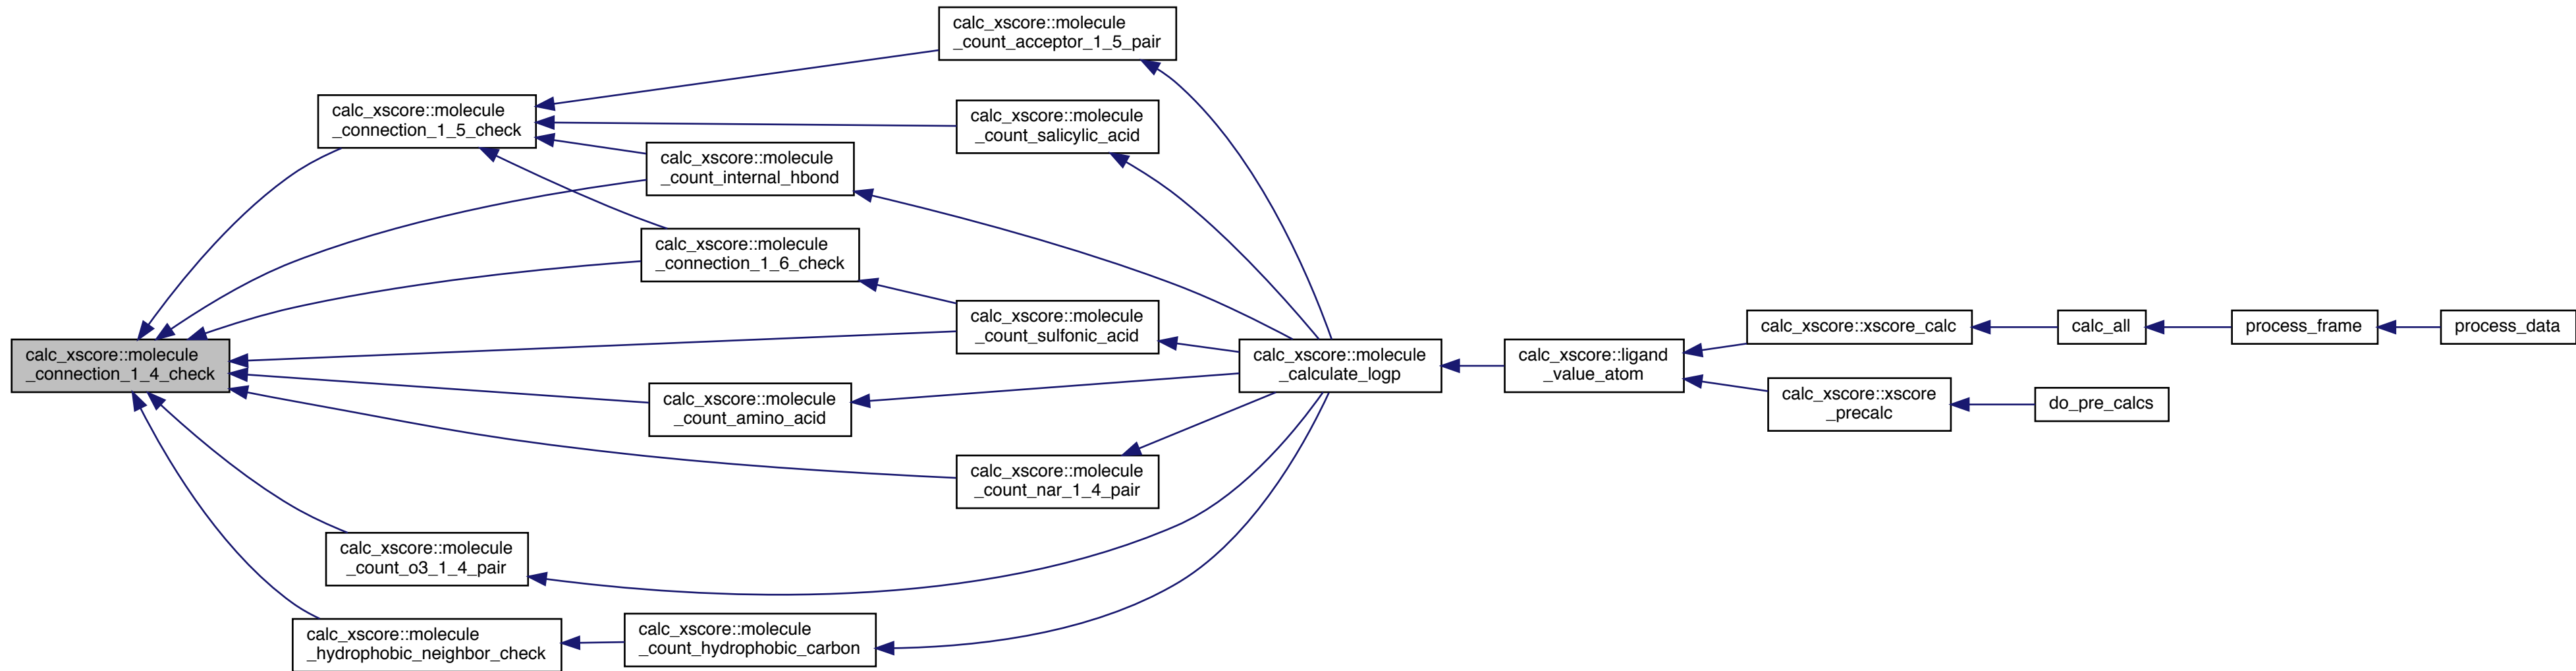 calc_xscore::molecule
_count_acceptor_1_5_pair
calc_xscore::molecule
_connection_1_5_check
calc_xscore::molecule
_count_salicylic_acid
calc_xscore::molecule
_count_internal_hbond
calc_xscore::molecule
_connection_1_6_check
calc_xscore::molecule
_count_sulfonic_acid
calc_xscore::molecule
_connection_1_4_check
calc_xscore::molecule
_calculate_logp
calc_xscore::ligand
_value_atom
calc_xscore::xscore_calc
calc_all
process_frame
process_data
calc_xscore::xscore
_precalc
do_pre_calcs
calc_xscore::molecule
_count_amino_acid
calc_xscore::molecule
_count_nar_1_4_pair
calc_xscore::molecule
_count_o3_1_4_pair
calc_xscore::molecule
_hydrophobic_neighbor_check
calc_xscore::molecule
_count_hydrophobic_carbon